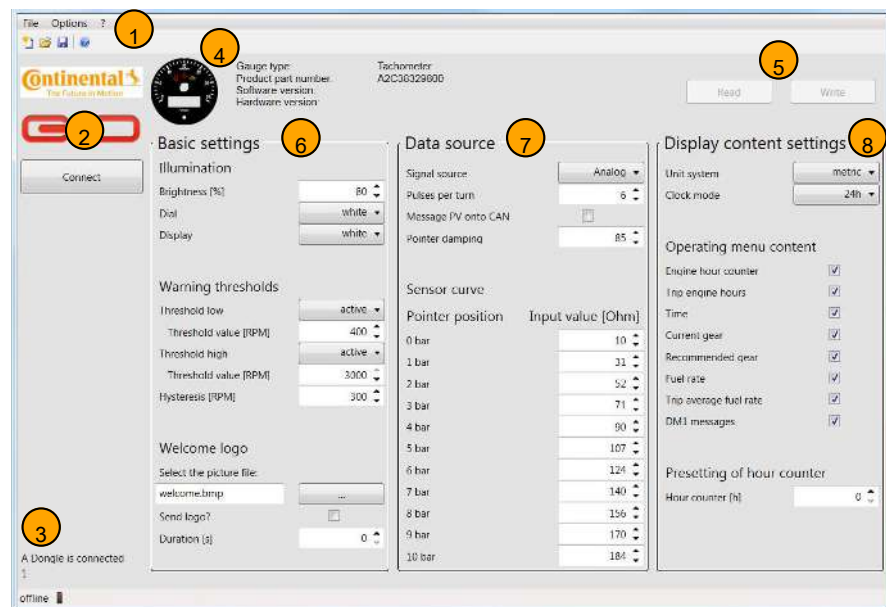 File Options ?
1
Continental
The Future in Motion
2
Connect
3
A Dongle is connected
1
offline
4
Gauge type: Tachometer
Product part number: A2C38329800
Software version:
Hardware version:
5
Read Write
6
Basic settings
Illumination
Brightness [%] 80
Dial white
Display white
Warning thresholds
Threshold low active
Threshold value [RPM] 400
Threshold high active
Threshold value [RPM] 3000
Hysteresis [RPM] 300
Welcome logo
Select the picture file:
welcome.bmp ...
Send logo?
Duration [s] 0
7
Data source
Signal source Analog
Pulses per turn 6
Message PV onto CAN
Pointer damping 85
Sensor curve
Pointer position Input value [Ohm]
0 bar 10
1 bar 31
2 bar 52
3 bar 71
4 bar 90
5 bar 107
6 bar 124
7 bar 140
8 bar 156
9 bar 170
10 bar 184
8
Display content settings
Unit system metric
Clock mode 24h
Operating menu content
Engine hour counter
Trip engine hours
Time
Current gear
Recommended gear
Fuel rate
Trip average fuel rate
DM1 messages
Presetting of hour counter
Hour counter [h] 0